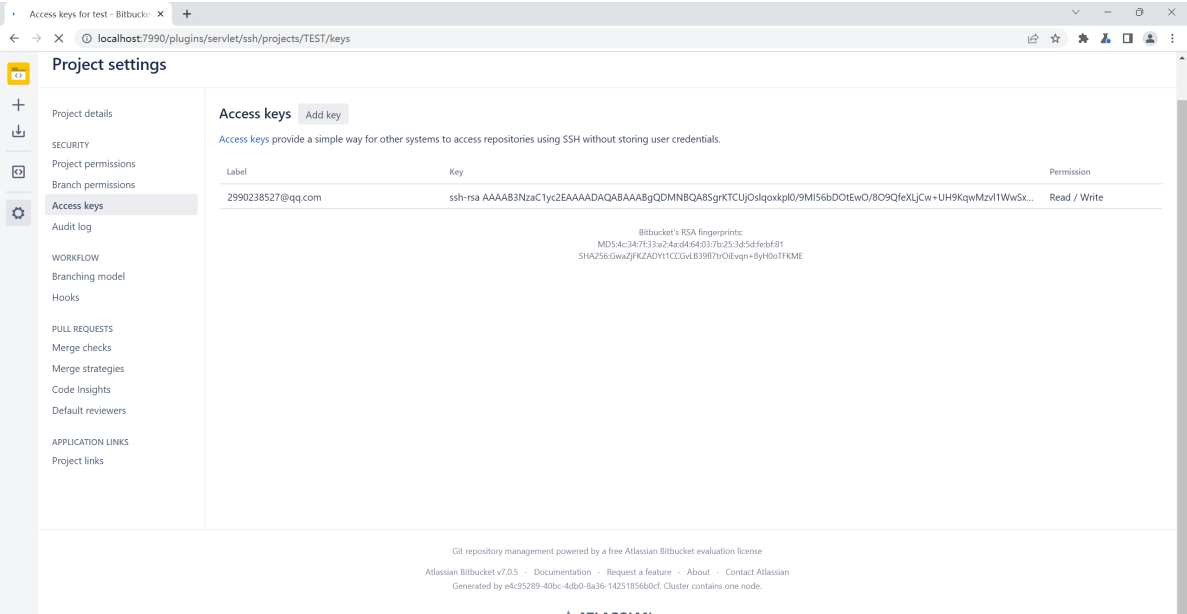 Access keys for test - Bitbucke
localhost:7990/plugins/servlet/ssh/projects/TEST/keys
Project settings
Project details
SECURITY
Project permissions
Branch permissions
Access keys
Audit log
WORKFLOW
Branching model
Hooks
PULL REQUESTS
Merge checks
Merge strategies
Code Insights
Default reviewers
APPLICATION LINKS
Project links
Access keys Add key
Access keys provide a simple way for other systems to access repositories using SSH without storing user credentials.
Label Key Permission
2990238527@qq.com ssh-rsa AAAAB3NzaC1yc2EAAAADAQABAAABgQDMNBQA8SgrKTCUjOslqoxkpl0/9MI56bDOtEwO/8O9QfeXLjCw+UH9KqwMzvl1WwSx... Read / Write
Bitbucket's RSA fingerprints:
MD5:4c:34:7f:33:e2:4a:d4:64:03:7b:25:3d:5d:fe:bf:81
SHA256:GwaZjFKZADYt1CCGvLB39fl7trOiEvqn+8yH0oTFKME
Git repository management powered by a free Atlassian Bitbucket evaluation license
Atlassian Bitbucket v7.0.5 · Documentation · Request a feature · About · Contact Atlassian
Generated by e4c95289-40bc-4db0-8a36-14251856b0cf. Cluster contains one node.
ATLASSIAN